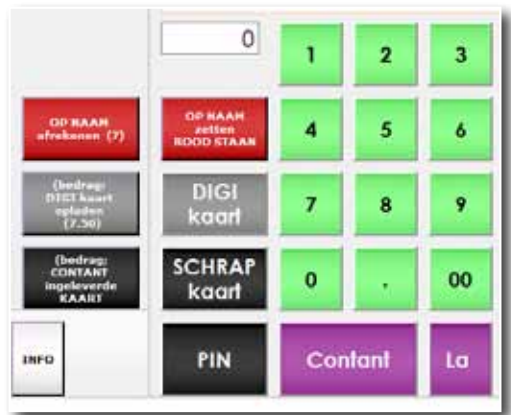 0
1 2 3
OP NAAM
afrekenen (7)
OP NAAM
zetten
ROOD STAAN
4 5 6
(bedrag:
DIGI kaart
opladen
(7.50)
DIGI
kaart
7 8 9
(bedrag:
CONTANT
ingeleverde
KAART
SCHRAP
kaart
0 . 00
INFO
PIN
Contant
La